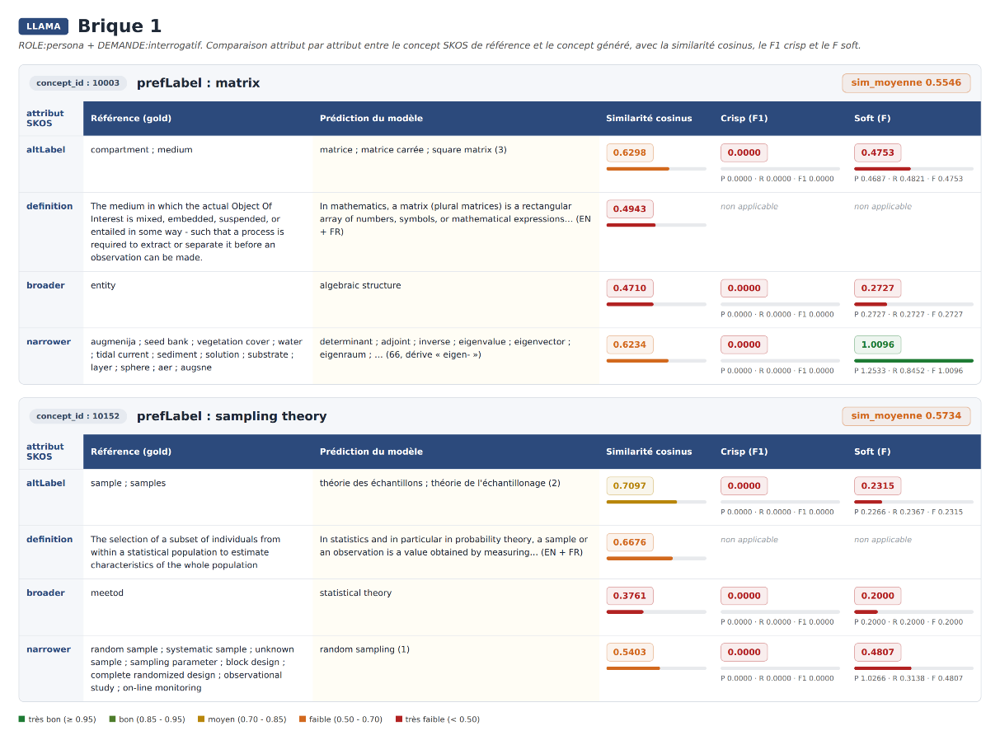 LLAMA Brique 1
ROLE:persona + DEMANDE:interrogatif. Comparaison attribut par attribut entre le concept SKOS de référence et le concept généré, avec la similarité cosinus, le F1 crisp et le F soft.
concept_id : 10003 prefLabel : matrix sim_moyenne 0.5546
attribut
SKOS
Référence (gold) Prédiction du modèle Similarité cosinus Crisp (F1) Soft (F)
altLabel compartment ; medium matrice ; matrice carrée ; square matrix (3) 0.6298 0.0000 0.4753
P 0.0000 · R 0.0000 · F1 0.0000 P 0.4687 · R 0.4821 · F 0.4753
definition The medium in which the actual Object Of In mathematics, a matrix (plural matrices) is a rectangular 0.4943 non applicable non applicable
Interest is mixed, embedded, suspended, or array of numbers, symbols, or mathematical expressions... (EN
entailed in some way - such that a process is + FR)
required to extract or separate it before an
observation can be made.
broader entity algebraic structure 0.4710 0.0000 0.2727
P 0.0000 · R 0.0000 · F1 0.0000 P 0.2727 · R 0.2727 · F 0.2727
narrower augmenija ; seed bank ; vegetation cover ; water determinant ; adjoint ; inverse ; eigenvalue ; eigenvector ; 0.6234 0.0000 1.0096
; tidal current ; sediment ; solution ; substrate ; eigenraum ; ... (66, dérive « eigen- »)
layer ; sphere ; aer ; augsne P 0.0000 · R 0.0000 · F1 0.0000 P 1.2533 · R 0.8452 · F 1.0096
concept_id : 10152 prefLabel : sampling theory sim_moyenne 0.5734
attribut
SKOS
Référence (gold) Prédiction du modèle Similarité cosinus Crisp (F1) Soft (F)
altLabel sample ; samples théorie des échantillons ; théorie de l'échantillonage (2) 0.7097 0.0000 0.2315
P 0.0000 · R 0.0000 · F1 0.0000 P 0.2266 · R 0.2367 · F 0.2315
definition The selection of a subset of individuals from In statistics and in particular in probability theory, a sample or 0.6676 non applicable non applicable
within a statistical population to estimate an observation is a value obtained by measuring... (EN + FR)
characteristics of the whole population
broader meetod statistical theory 0.3761 0.0000 0.2000
P 0.0000 · R 0.0000 · F1 0.0000 P 0.2000 · R 0.2000 · F 0.2000
narrower random sample ; systematic sample ; unknown random sampling (1) 0.5403 0.0000 0.4807
sample ; sampling parameter ; block design ;
complete randomized design ; observational P 0.0000 · R 0.0000 · F1 0.0000 P 1.0266 · R 0.3138 · F 0.4807
study ; on-line monitoring
très bon (≥ 0.95) bon (0.85 - 0.95) moyen (0.70 - 0.85) faible (0.50 - 0.70) très faible (< 0.50)